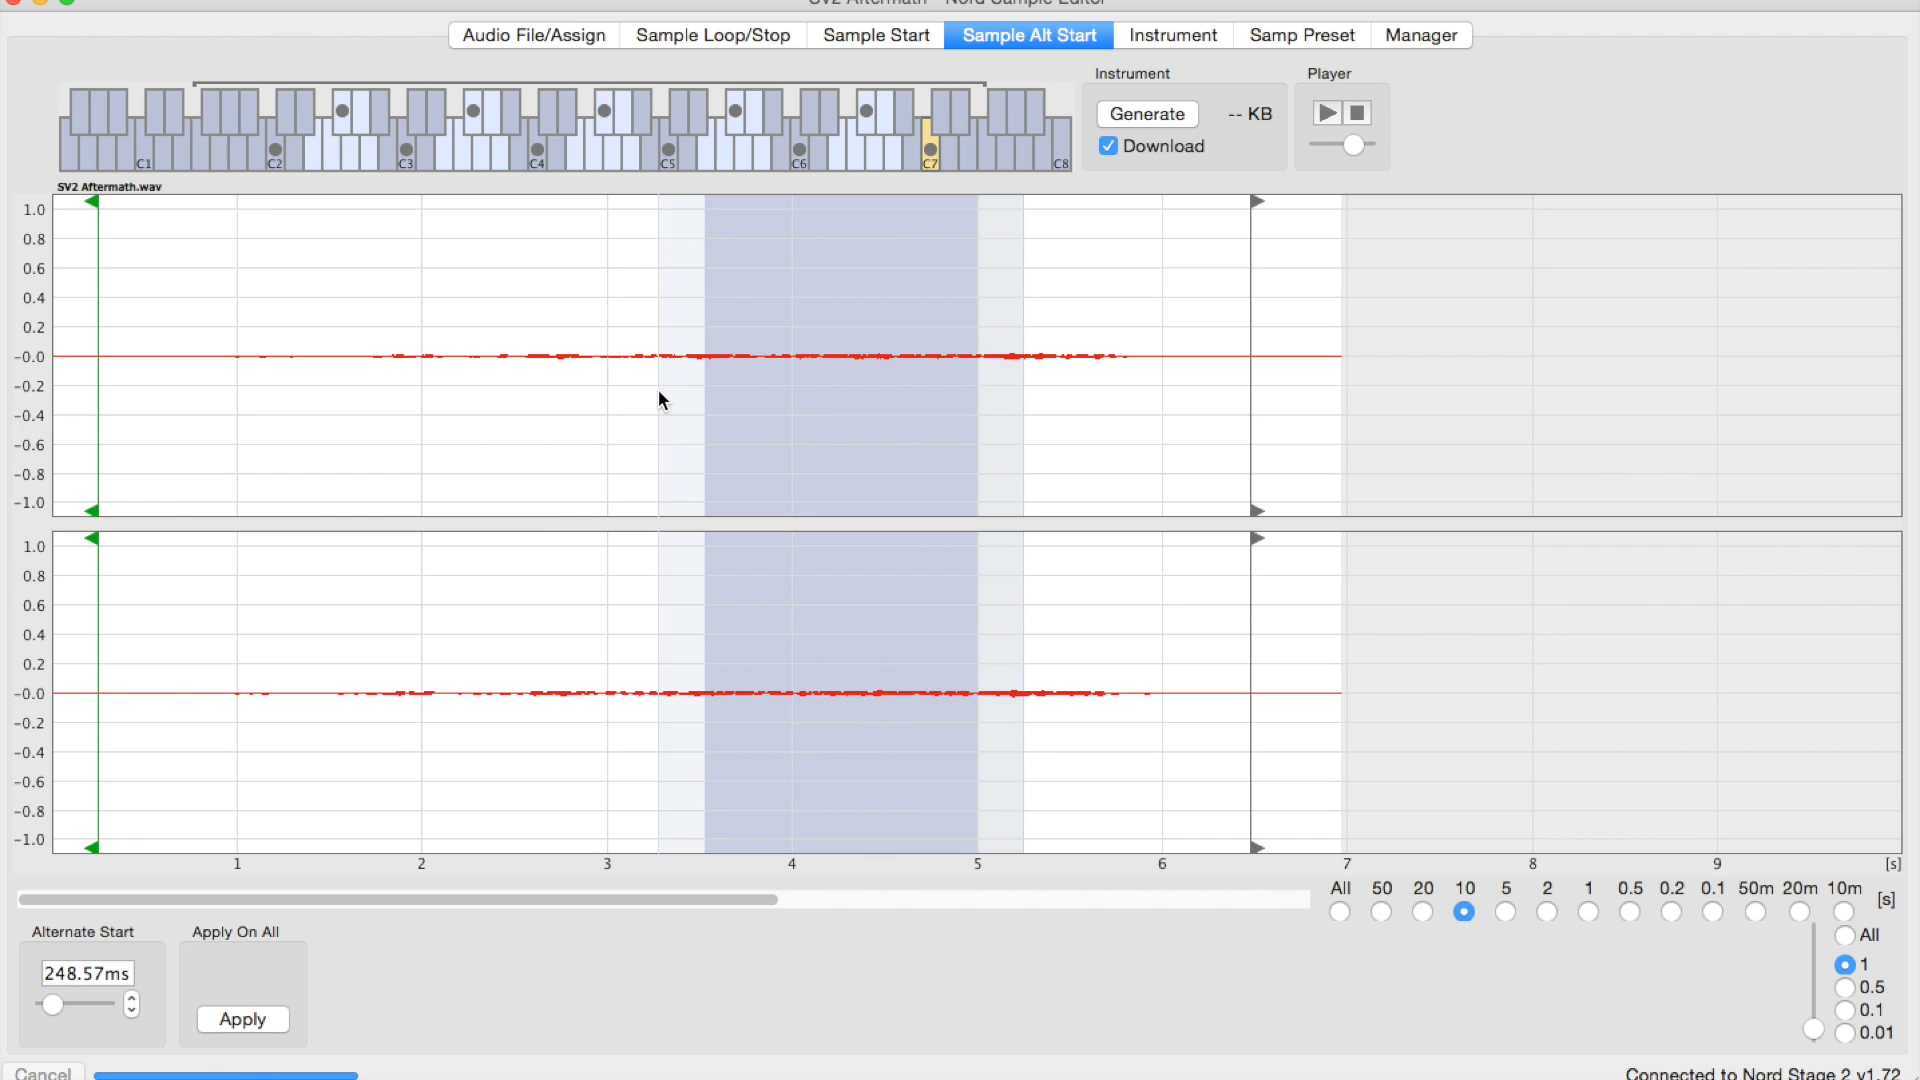 SV2 Aftermath - Nord Sample Editor
Audio File/Assign Sample Loop/Stop Sample Start Sample Alt Start Instrument Samp Preset Manager
Instrument Player
Generate -- KB
Download
C1 C2 C3 C4 C5 C6 C7 C8
SV2 Aftermath.wav
1.0
0.8
0.6
0.4
0.2
-0.0
-0.2
-0.4
-0.6
-0.8
-1.0
1.0
0.8
0.6
0.4
0.2
-0.0
-0.2
-0.4
-0.6
-0.8
-1.0
1 2 3 4 5 6 7 8 9 [s]
All 50 20 10 5 2 1 0.5 0.2 0.1 50m 20m 10m [s]
Alternate Start Apply On All
All
248.57ms
1
0.5
0.1
Apply
0.01
Cancel
Connected to Nord Stage 2 v1.72